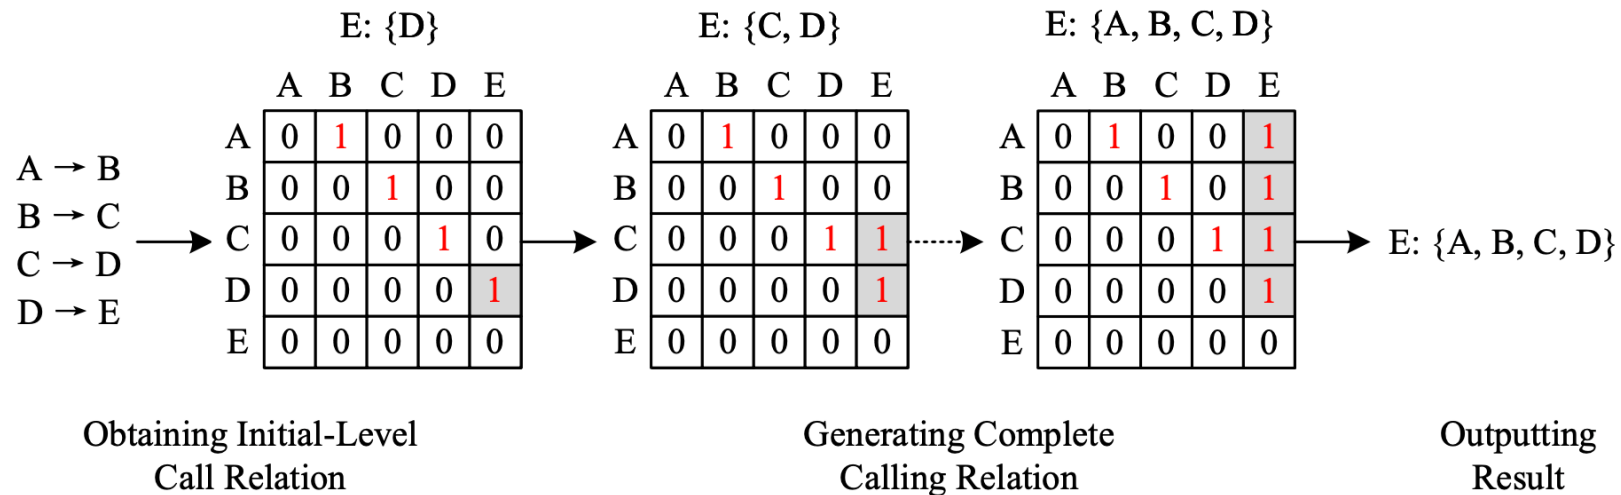 A → B
B → C
C → D
D → E
E: {D}
A B C D E
A 0 1 0 0 0
B 0 0 1 0 0
C 0 0 0 1 0
D 0 0 0 0 1
E 0 0 0 0 0
E: {C, D}
A B C D E
A 0 1 0 0 0
B 0 0 1 0 0
C 0 0 0 1 1
D 0 0 0 0 1
E 0 0 0 0 0
E: {A, B, C, D}
A B C D E
A 0 1 0 0 1
B 0 0 1 0 1
C 0 0 0 1 1
D 0 0 0 0 1
E 0 0 0 0 0
E: {A, B, C, D}
Obtaining Initial-Level
Call Relation
Generating Complete
Calling Relation
Outputting
Result